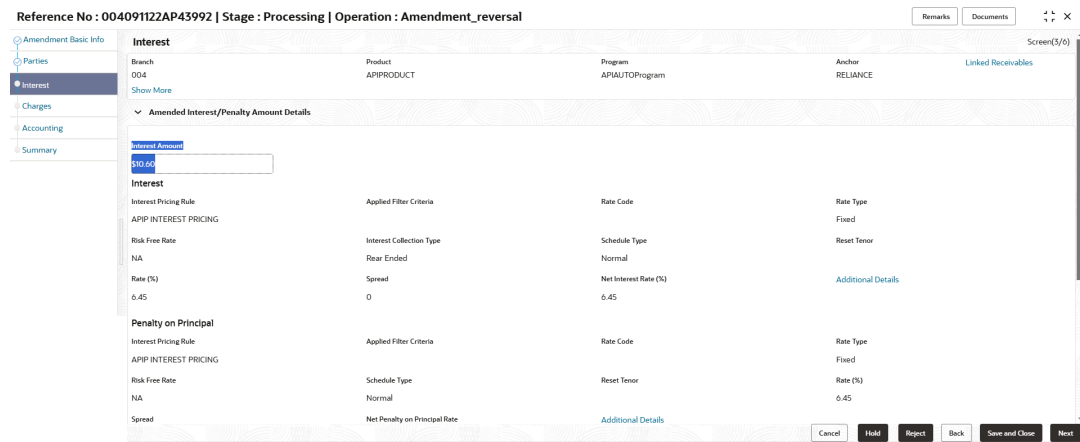 Reference No : 004091122AP43992 | Stage : Processing | Operation : Amendment_reversal
Remarks Documents
Amendment Basic Info
Parties
Interest
Charges
Accounting
Summary
Interest Screen(3/6)
Branch Product Program Anchor Linked Receivables
004 APIPRODUCT APIAUTOProgram RELIANCE
Show More
Amended Interest/Penalty Amount Details
Interest Amount
$10.60
Interest
Interest Pricing Rule Applied Filter Criteria Rate Code Rate Type
APIP INTEREST PRICING Fixed
Risk Free Rate Interest Collection Type Schedule Type Reset Tenor
NA Rear Ended Normal
Rate (%) Spread Net Interest Rate (%) Additional Details
6.45 0 6.45
Penalty on Principal
Interest Pricing Rule Applied Filter Criteria Rate Code Rate Type
APIP INTEREST PRICING Fixed
Risk Free Rate Schedule Type Reset Tenor Rate (%)
NA Normal 6.45
Spread Net Penalty on Principal Rate Additional Details
Cancel Hold Reject Back Save and Close Next